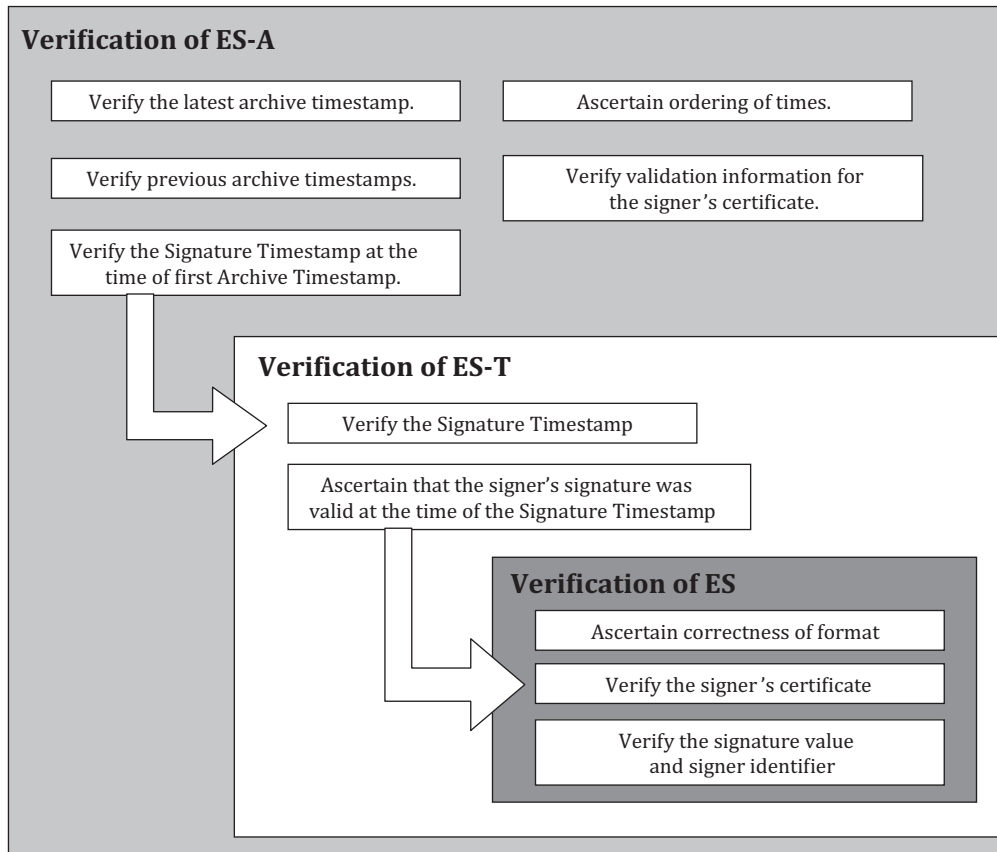 Verification of ES-A
Verify the latest archive timestamp.
Ascertain ordering of times.
Verify previous archive timestamps.
Verify validation information for
the signer's certificate.
Verify the Signature Timestamp at the
time of first Archive Timestamp.
Verification of ES-T
Verify the Signature Timestamp
Ascertain that the signer's signature was
valid at the time of the Signature Timestamp
Verification of ES
Ascertain correctness of format
Verify the signer's certificate
Verify the signature value
and signer identifier